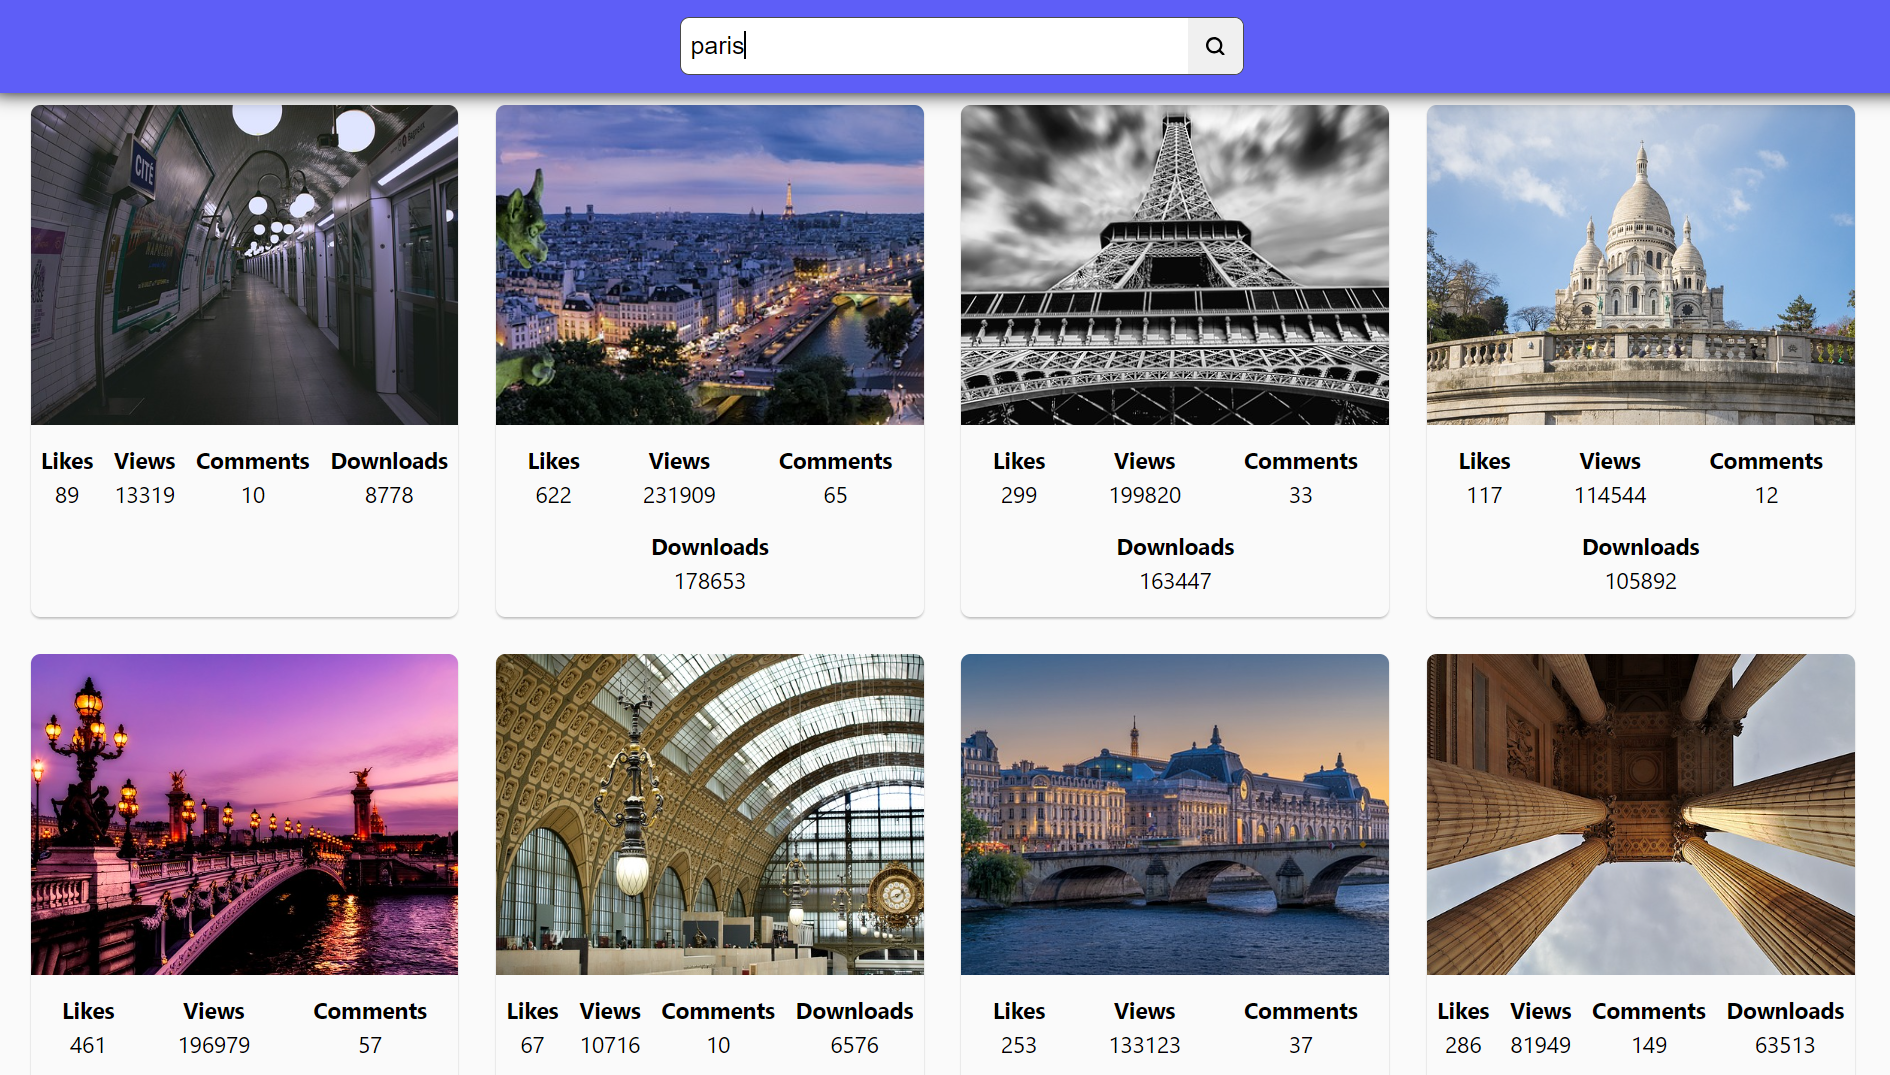 paris
CITÉ
Likes Views Comments Downloads
89 13319 10 8778
Likes Views Comments
622 231909 65
Downloads
178653
Likes Views Comments
299 199820 33
Downloads
163447
Likes Views Comments
117 114544 12
Downloads
105892
Likes Views Comments
461 196979 57
Likes Views Comments Downloads
67 10716 10 6576
Likes Views Comments
253 133123 37
Likes Views Comments Downloads
286 81949 149 63513